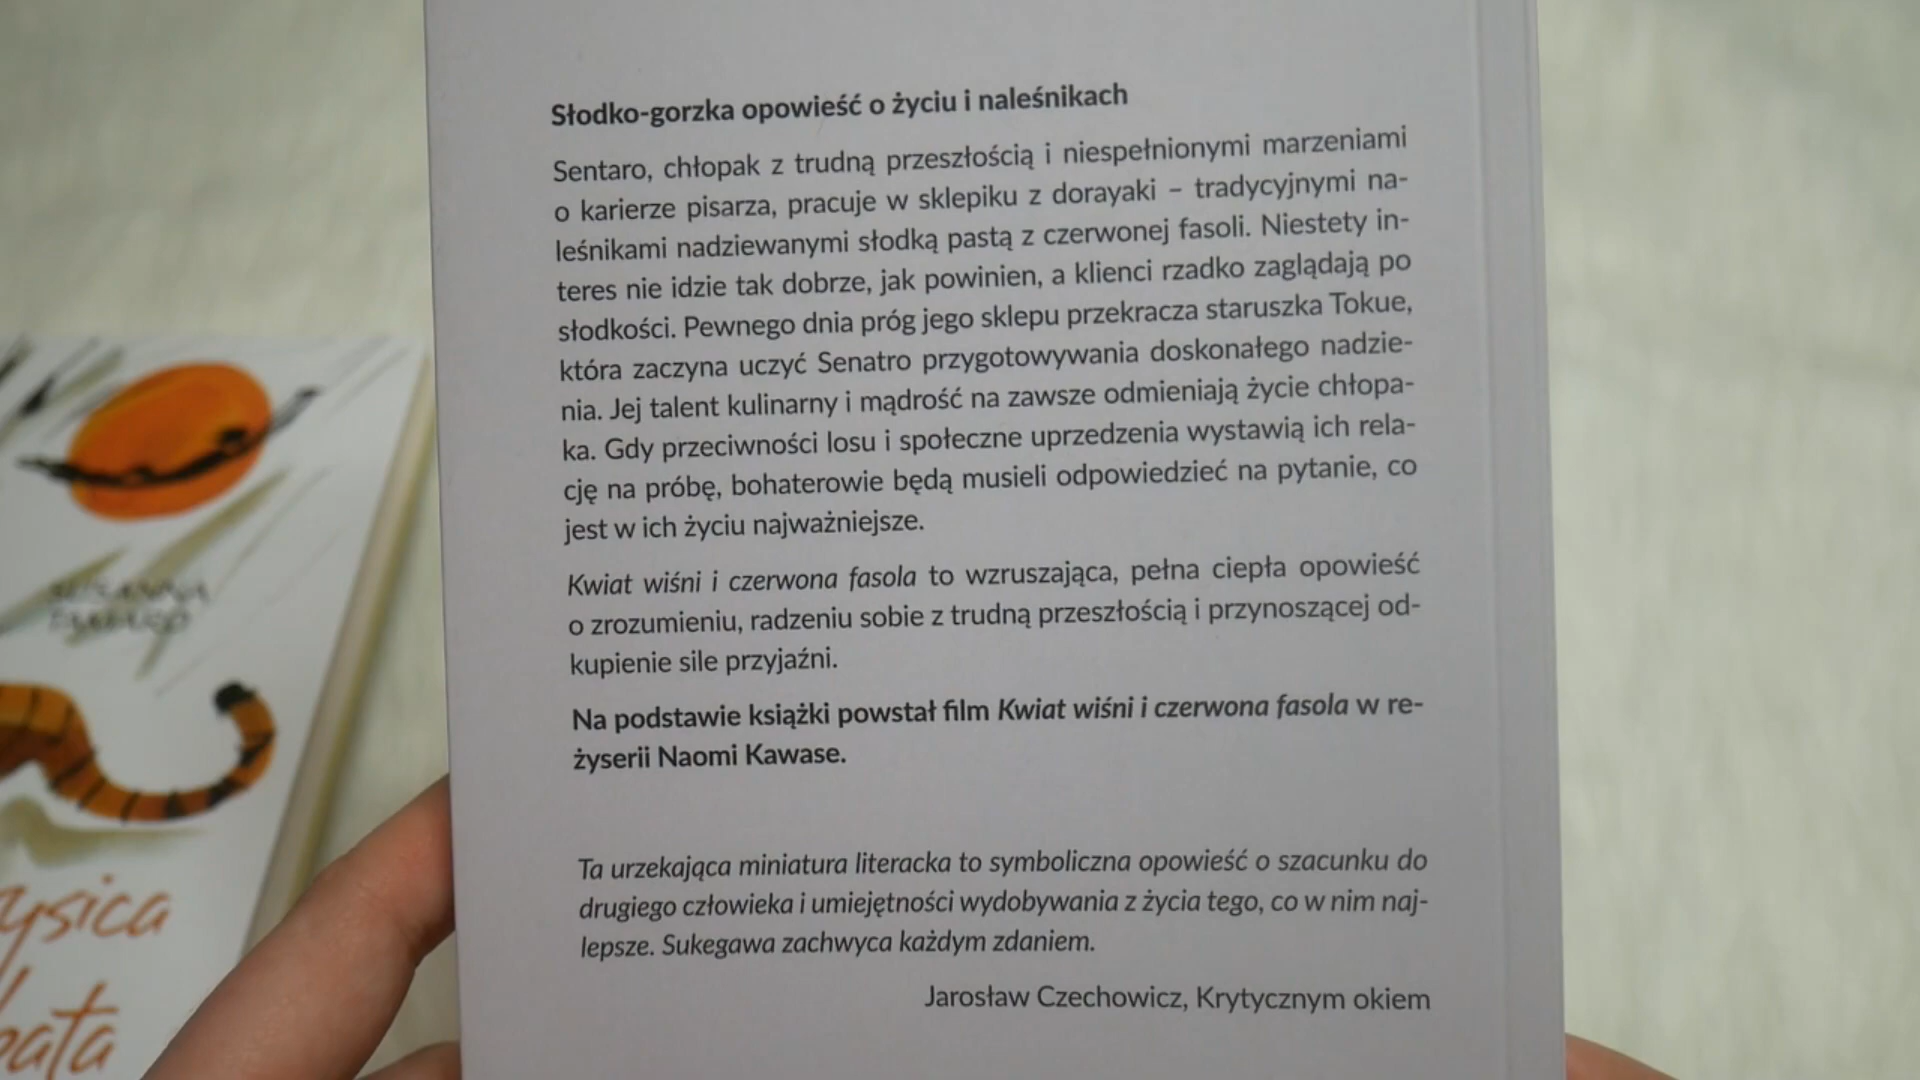 Słodko-gorzka opowieść o życiu i naleśnikach
Sentaro, chłopak z trudną przeszłością i niespełnionymi marzeniami
o karierze pisarza, pracuje w sklepiku z dorayaki – tradycyjnymi na-
leśnikami nadziewanymi słodką pastą z czerwonej fasoli. Niestety in-
teres nie idzie tak dobrze, jak powinien, a klienci rzadko zaglądają po
słodkości. Pewnego dnia próg jego sklepu przekracza staruszka Tokue,
która zaczyna uczyć Senatro przygotowywania doskonałego nadzie-
nia. Jej talent kulinarny i mądrość na zawsze odmieniają życie chłopa-
ka. Gdy przeciwności losu i społeczne uprzedzenia wystawią ich rela-
cję na próbę, bohaterowie będą musieli odpowiedzieć na pytanie, co
jest w ich życiu najważniejsze.
Kwiat wiśni i czerwona fasola to wzruszająca, pełna ciepła opowieść
o zrozumieniu, radzeniu sobie z trudną przeszłością i przynoszącej od-
kupienie sile przyjaźni.
Na podstawie książki powstał film Kwiat wiśni i czerwona fasola w re-
żyserii Naomi Kawase.
Ta urzekająca miniatura literacka to symboliczna opowieść o szacunku do
drugiego człowieka i umiejętności wydobywania z życia tego, co w nim naj-
lepsze. Sukegawa zachwyca każdym zdaniem.
Jarosław Czechowicz, Krytycznym okiem